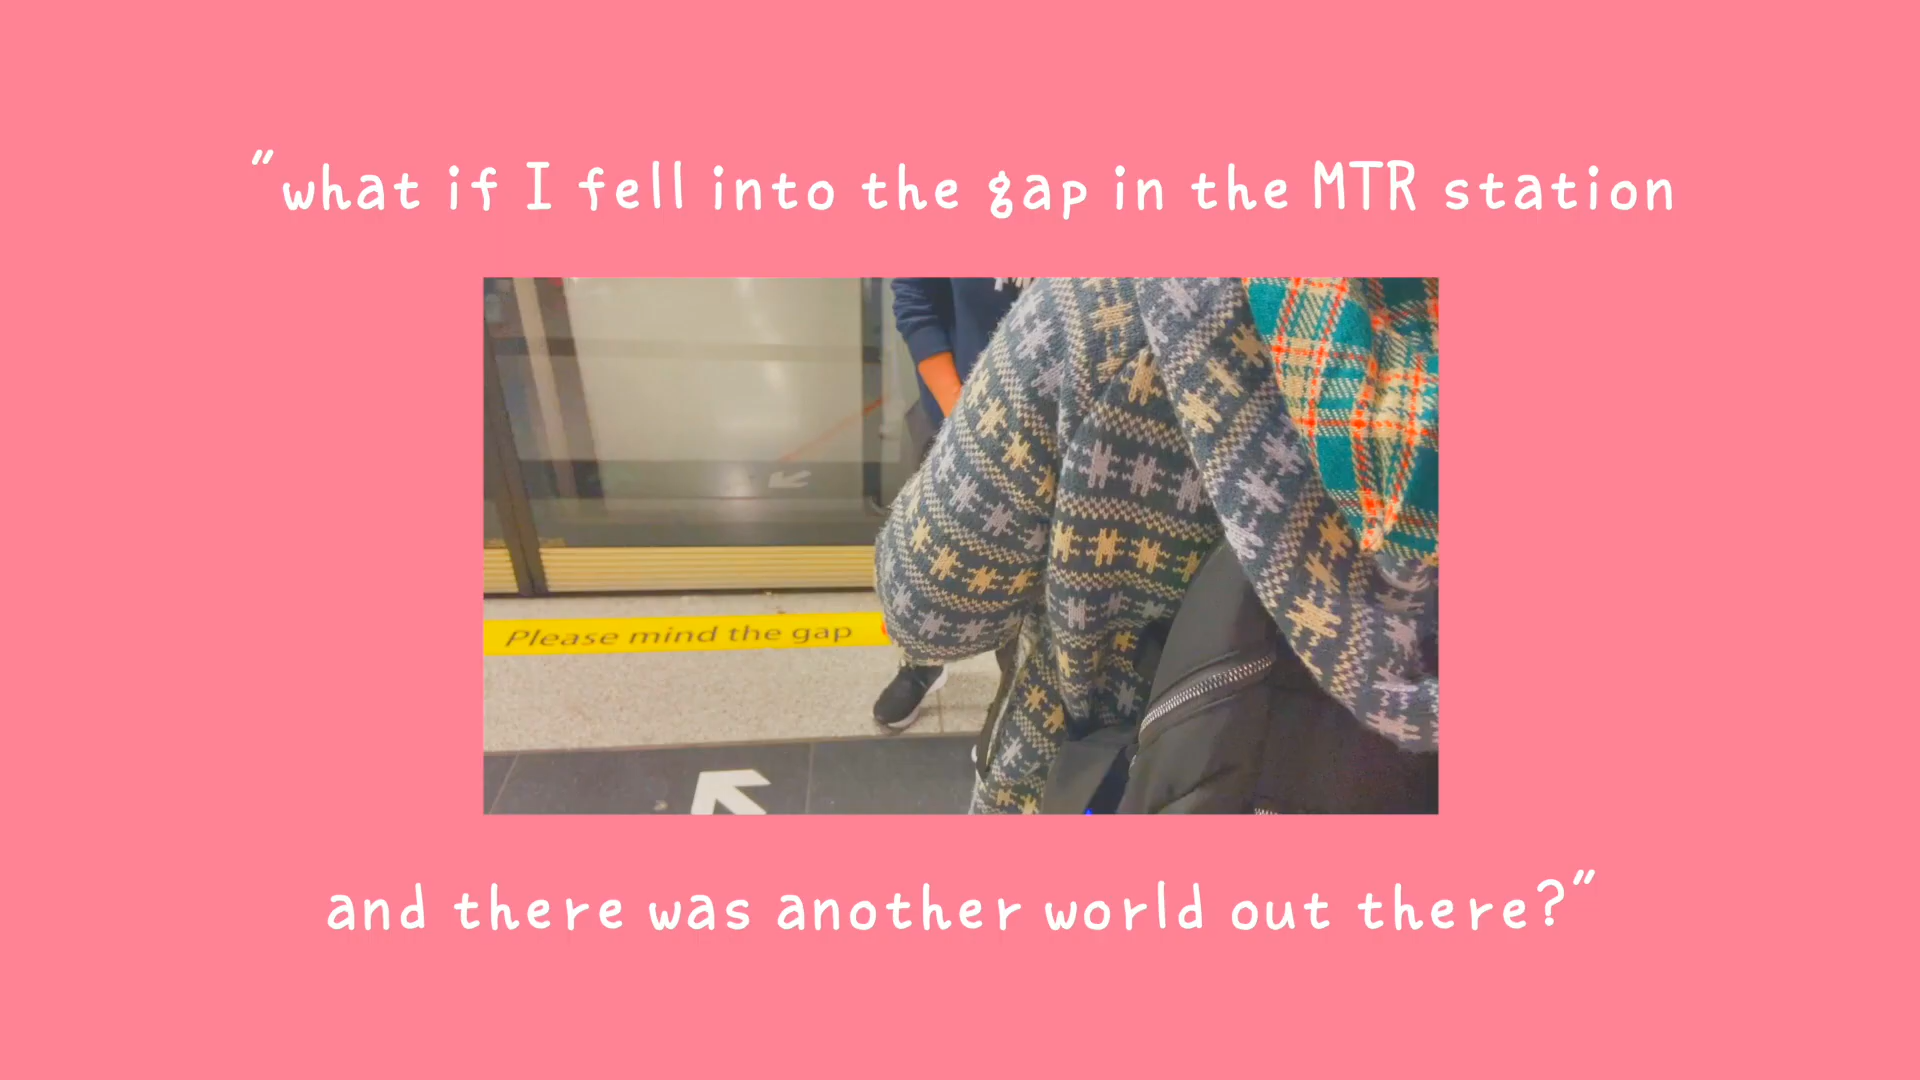 "what if I fell into the gap in the MTR station
Please mind the gap
and there was another world out there?"